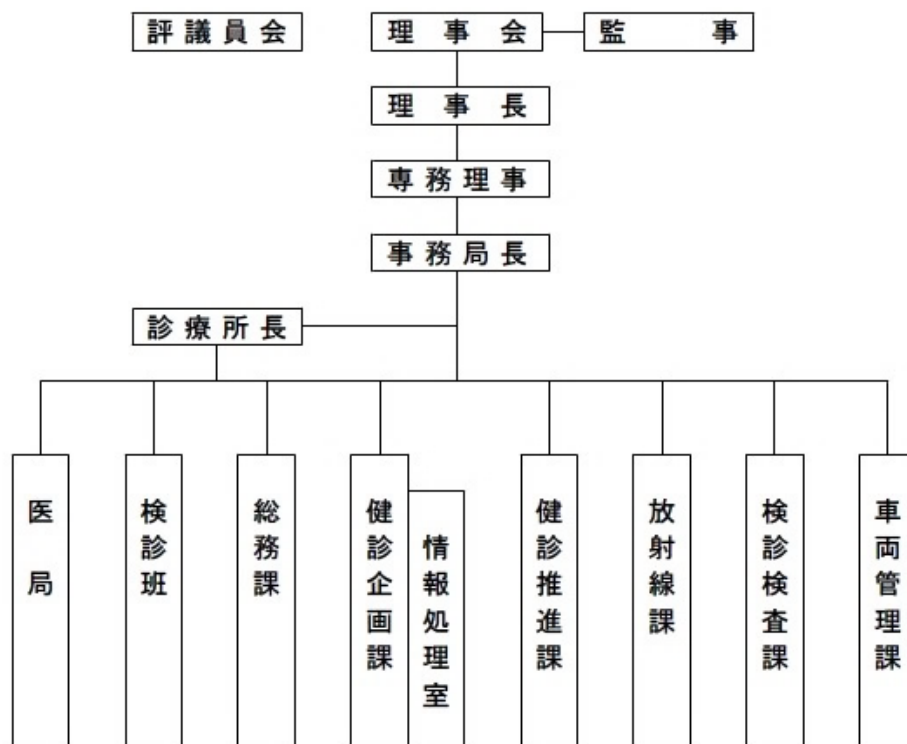 評議員会
理事会
監事
理事長
専務理事
事務局長
診療所長
医局
検診班
総務課
健診企画課
情報処理室
健診推進課
放射線課
検診検査課
車両管理課